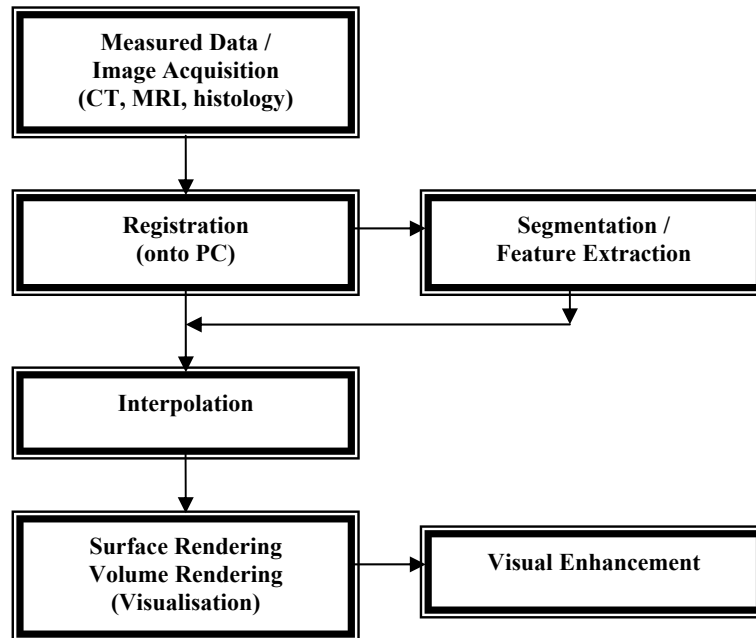 Measured Data /
Image Acquisition
(CT, MRI, histology)
Registration
(onto PC)
Segmentation /
Feature Extraction
Interpolation
Surface Rendering
Volume Rendering
(Visualisation)
Visual Enhancement